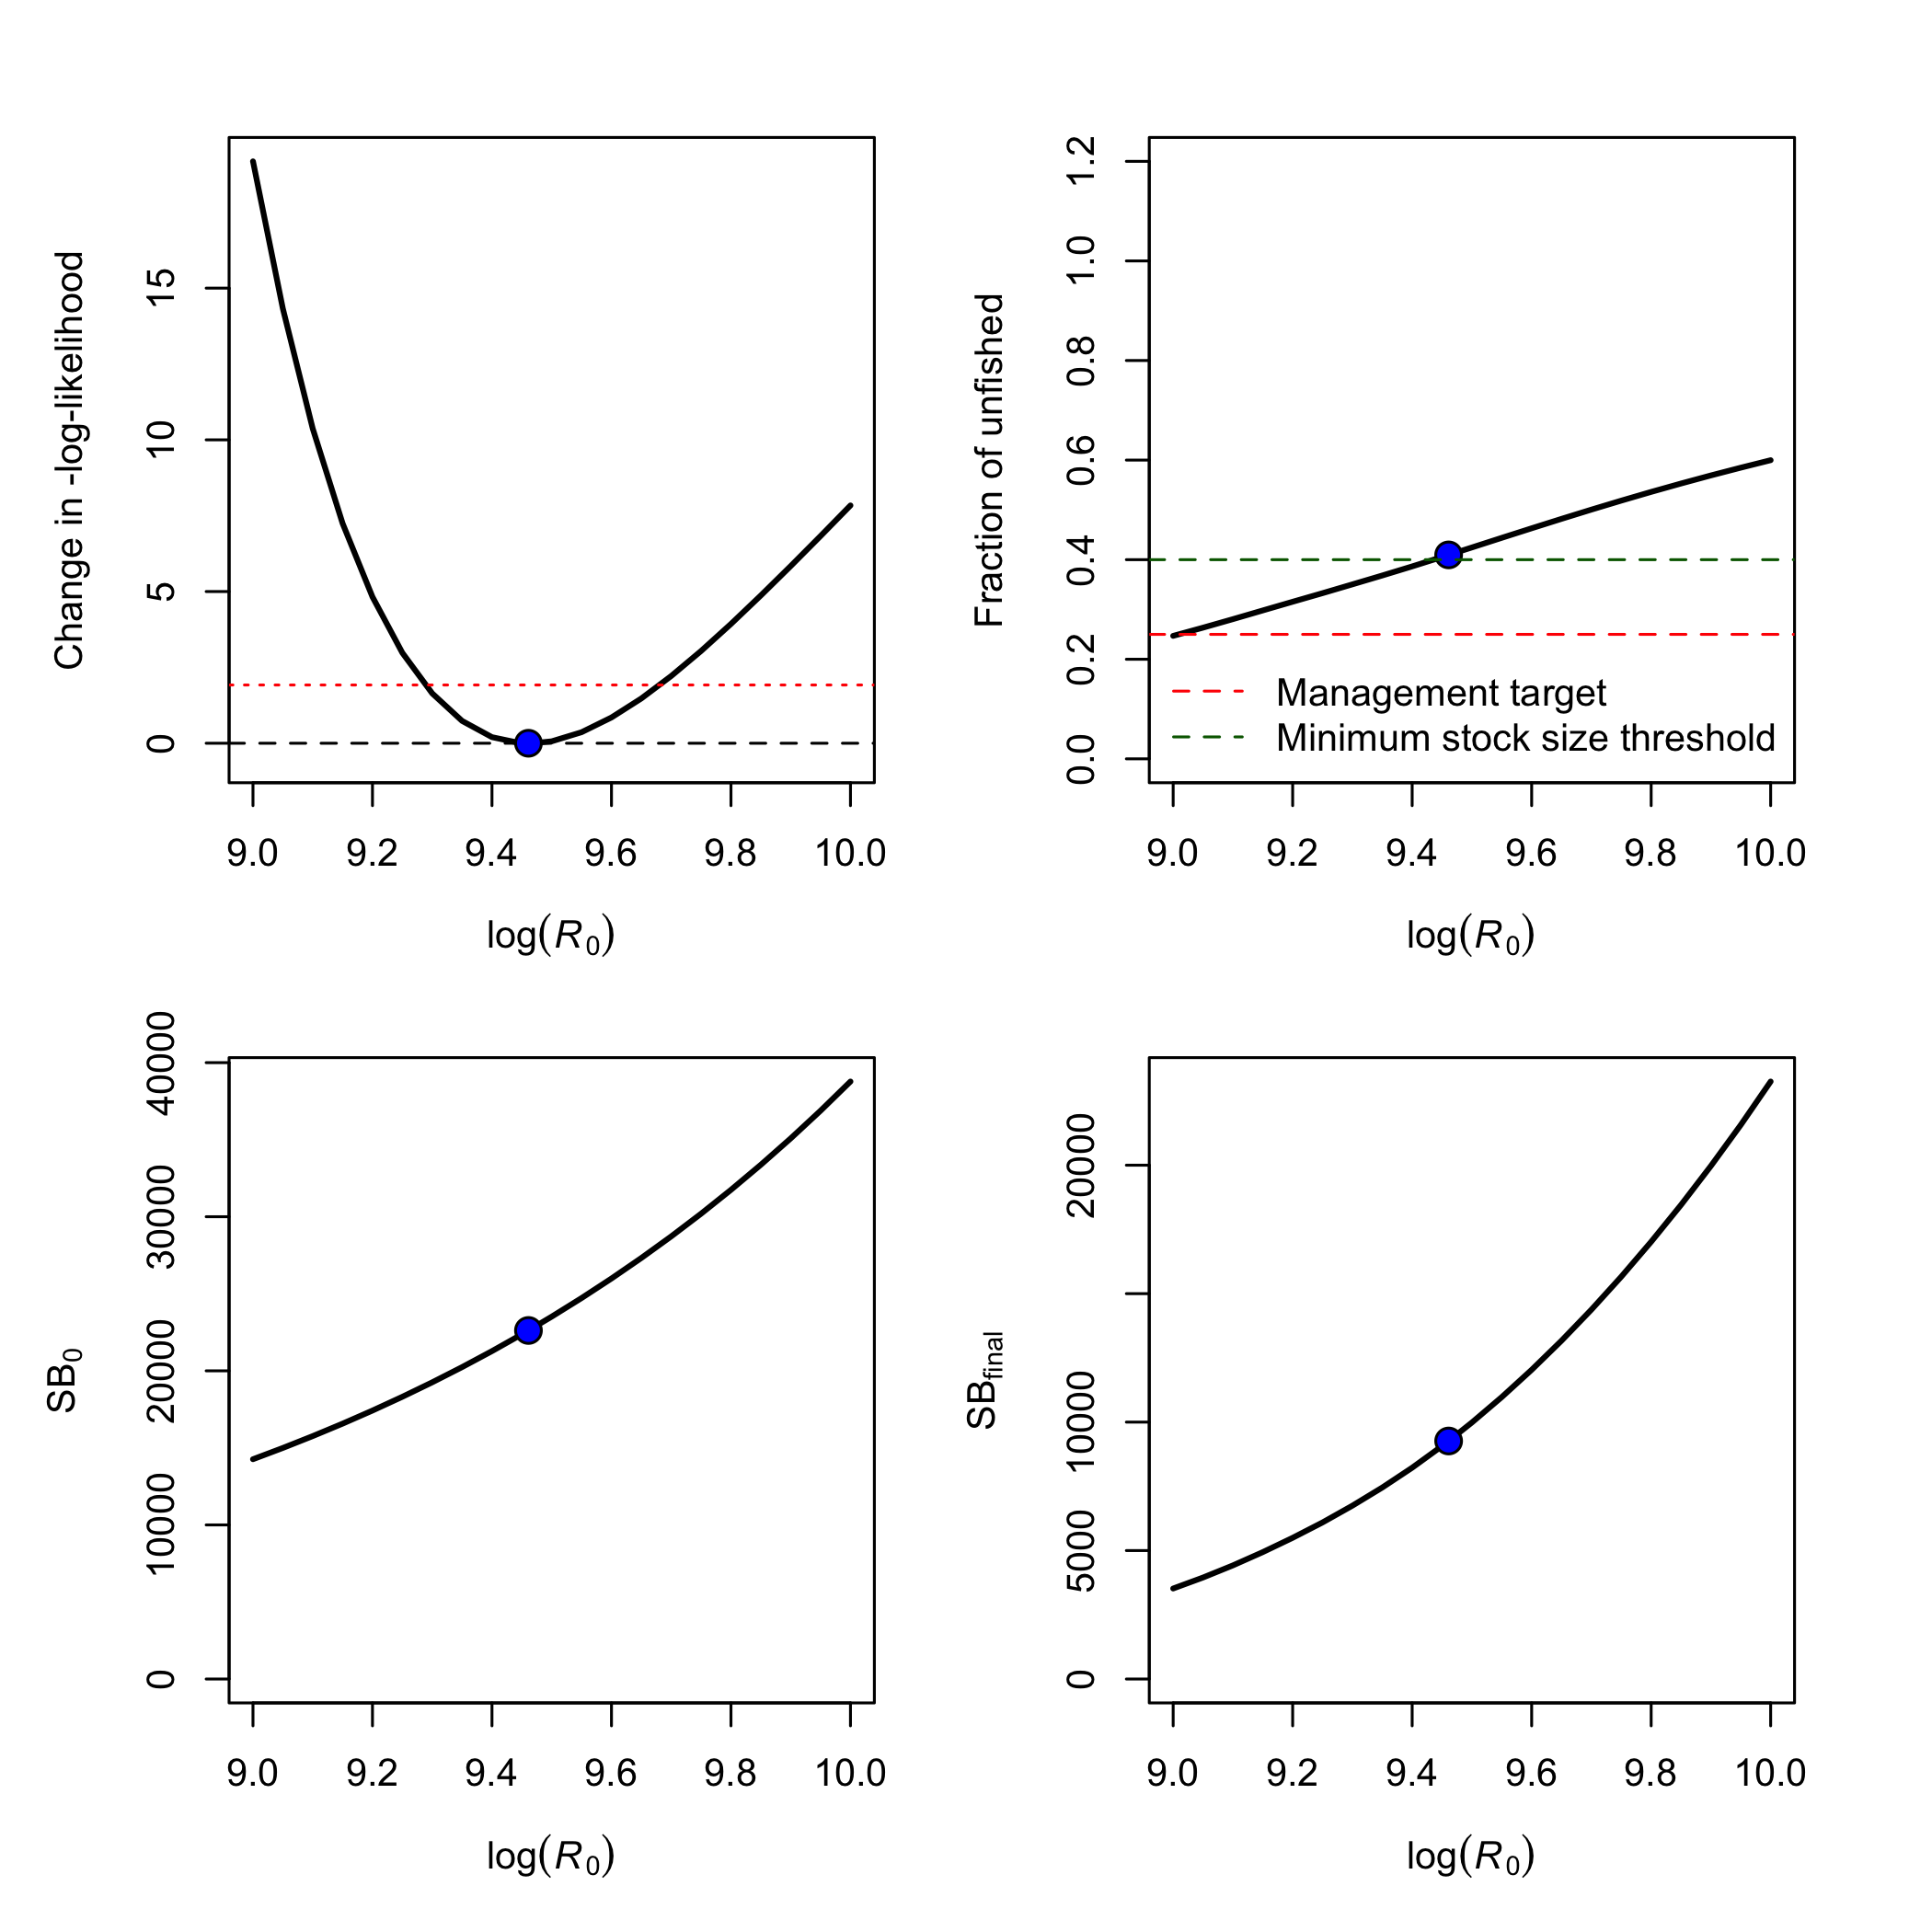 Change in -log-likelihood
0
5
10
15
9.0 9.2 9.4 9.6 9.8 10.0
log(R0)
Fraction of unfished
0.0
0.2
0.4
0.6
0.8
1.0
1.2
Management target
Minimum stock size threshold
9.0 9.2 9.4 9.6 9.8 10.0
log(R0)
SB0
0
10000
20000
30000
40000
9.0 9.2 9.4 9.6 9.8 10.0
log(R0)
SBfinal
0
5000
10000
20000
9.0 9.2 9.4 9.6 9.8 10.0
log(R0)